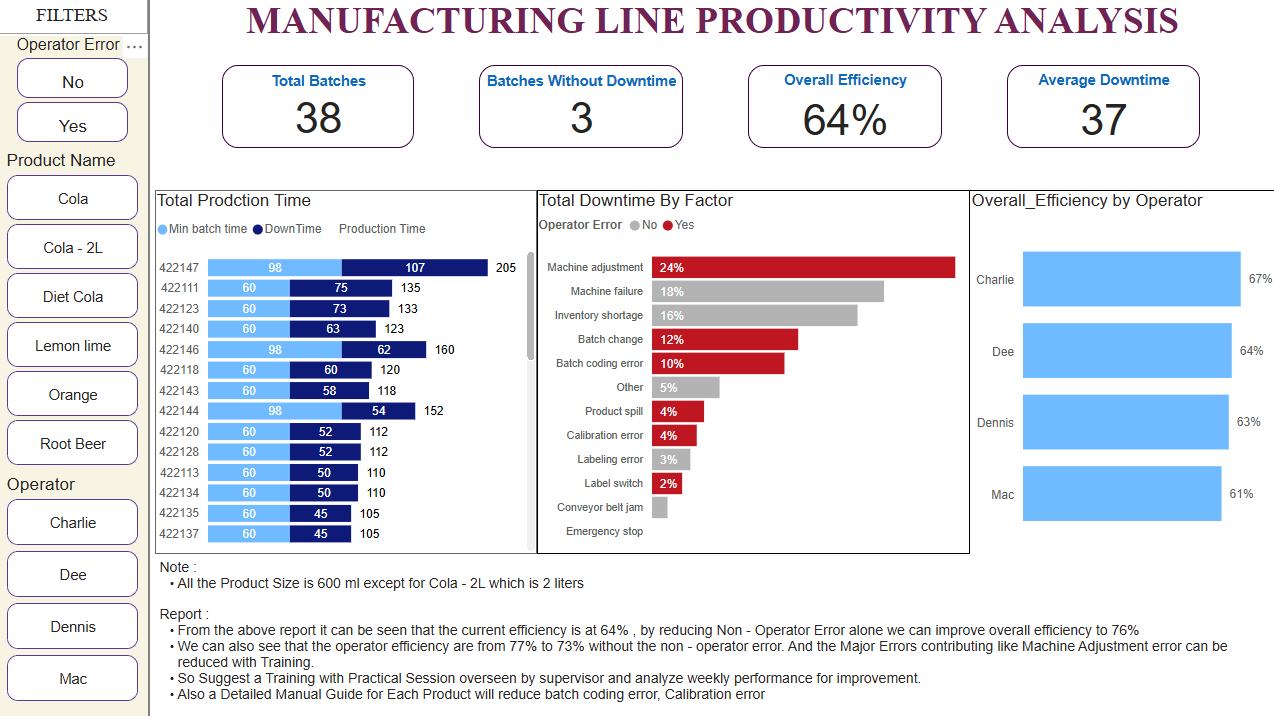 FILTERS
MANUFACTURING LINE PRODUCTIVITY ANALYSIS
Operator Error ...
No
Yes
Product Name
Cola
Cola - 2L
Diet Cola
Lemon lime
Orange
Root Beer
Operator
Charlie
Dee
Dennis
Mac
Total Batches
38
Batches Without Downtime
3
Overall Efficiency
64%
Average Downtime
37
Total Prodction Time
Min batch time DownTime Production Time
422147 98 107 205
422111 60 75 135
422123 60 73 133
422140 60 63 123
422146 98 62 160
422118 60 60 120
422143 60 58 118
422144 98 54 152
422120 60 52 112
422128 60 52 112
422113 60 50 110
422134 60 50 110
422135 60 45 105
422137 60 45 105
Total Downtime By Factor
Operator Error No Yes
Machine adjustment 24%
Machine failure 18%
Inventory shortage 16%
Batch change 12%
Batch coding error 10%
Other 5%
Product spill 4%
Calibration error 4%
Labeling error 3%
Label switch 2%
Conveyor belt jam
Emergency stop
Overall_Efficiency by Operator
Charlie 67%
Dee 64%
Dennis 63%
Mac 61%
Note :
• All the Product Size is 600 ml except for Cola - 2L which is 2 liters
Report :
• From the above report it can be seen that the current efficiency is at 64% , by reducing Non - Operator Error alone we can improve overall efficiency to 76%
• We can also see that the operator efficiency are from 77% to 73% without the non - operator error. And the Major Errors contributing like Machine Adjustment error can be
reduced with Training.
• So Suggest a Training with Practical Session overseen by supervisor and analyze weekly performance for improvement.
• Also a Detailed Manual Guide for Each Product will reduce batch coding error, Calibration error